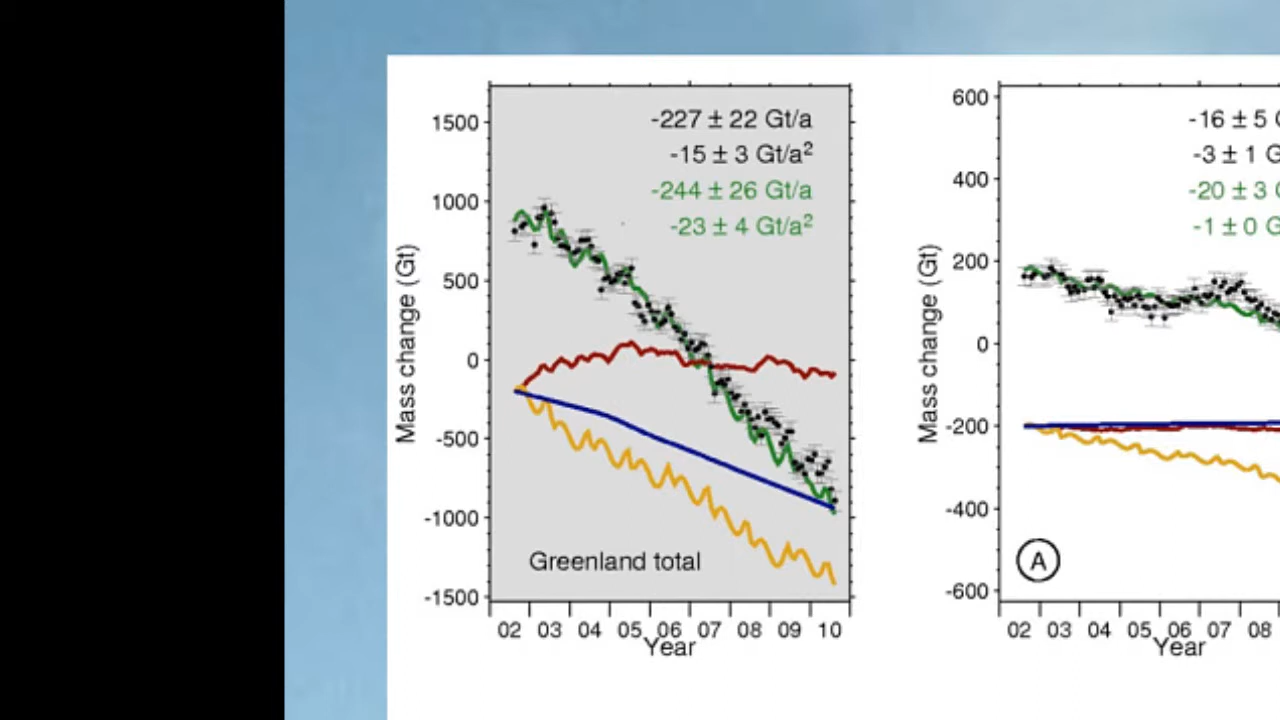 -227 ± 22 Gt/a
-15 ± 3 Gt/a²
-244 ± 26 Gt/a
-23 ± 4 Gt/a²
1500
1000
500
0
-500
-1000
-1500
Mass change (Gt)
Greenland total
02 03 04 05 06 07 08 09 10
Year
-16 ± 5
-3 ± 1
-20 ± 3
-1 ± 0
600
400
200
0
-200
-400
-600
Mass change (Gt)
A
02 03 04 05 06 07 08
Year